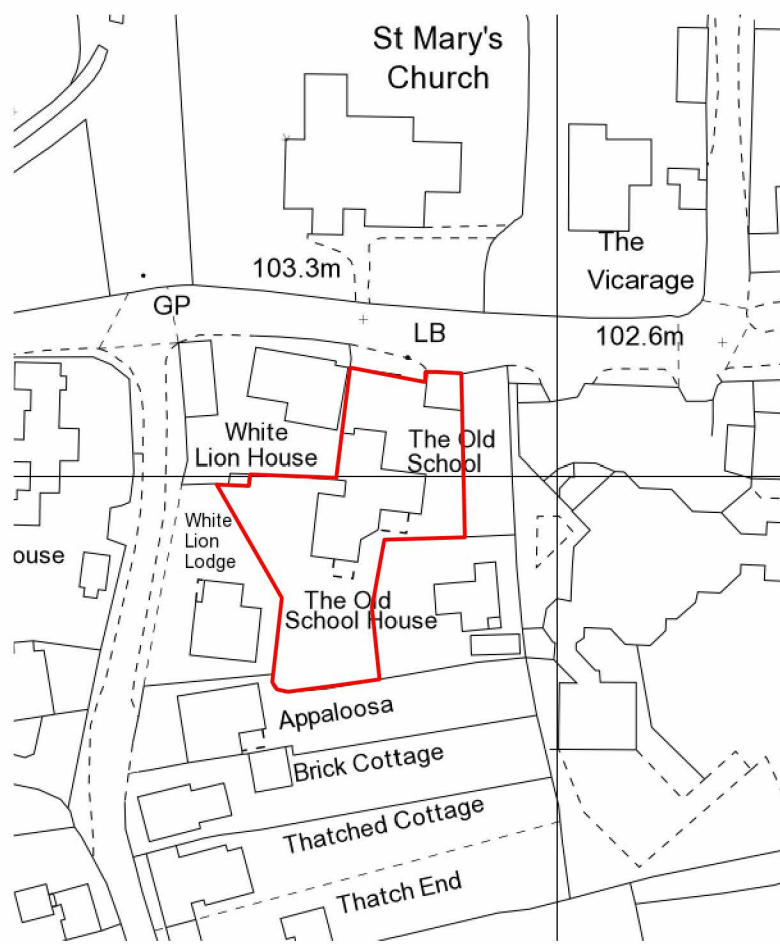 St Mary's
Church
The
Vicarage
103.3m
GP
LB
102.6m
White
Lion House
The Old
School
White
Lion
Lodge
ouse
The Old
School House
Appaloosa
Brick Cottage
Thatched Cottage
Thatch End